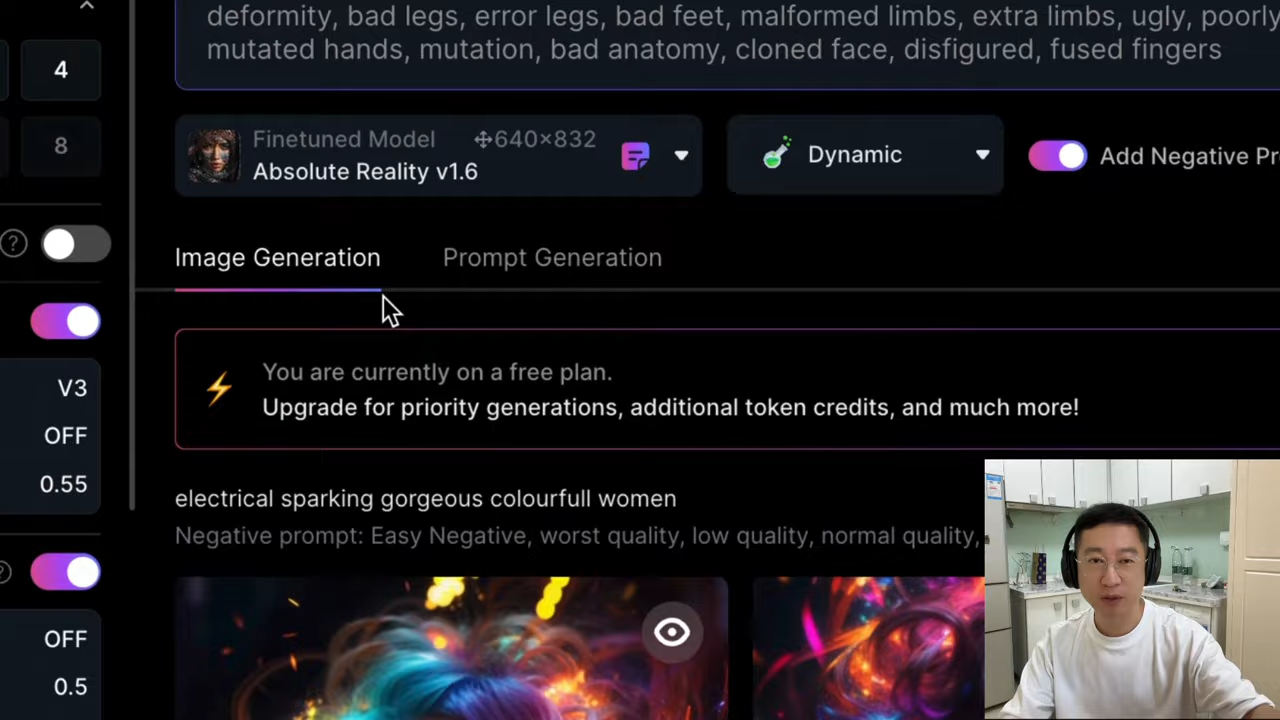 deformity, bad legs, error legs, bad feet, malformed limbs, extra limbs, ugly, poorly
mutated hands, mutation, bad anatomy, cloned face, disfigured, fused fingers
4
8
Finetuned Model 640×832
Absolute Reality v1.6
Dynamic
Add Negative Pr
?
Image Generation
Prompt Generation
V3
OFF
0.55
You are currently on a free plan.
Upgrade for priority generations, additional token credits, and much more!
electrical sparking gorgeous colourfull women
Negative prompt: Easy Negative, worst quality, low quality, normal quality,
?
OFF
0.5